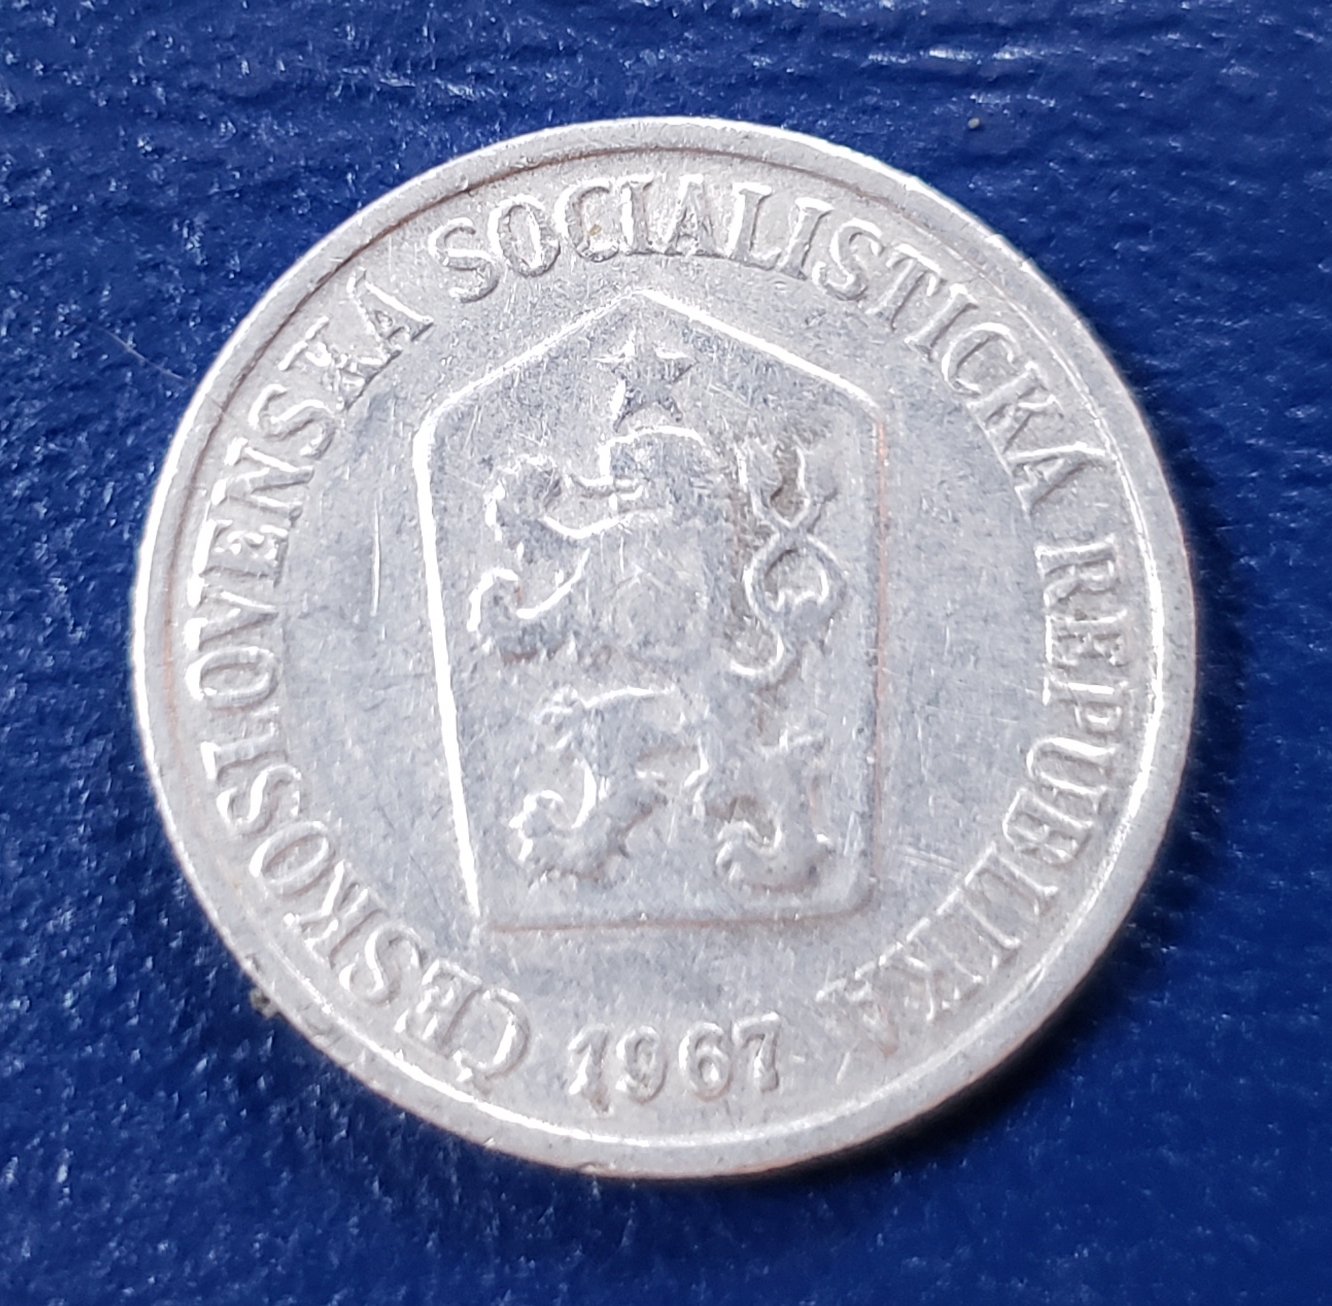 ČESKOSLOVENSKÁ SOCIALISTICKÁ REPUBLIKA
1967